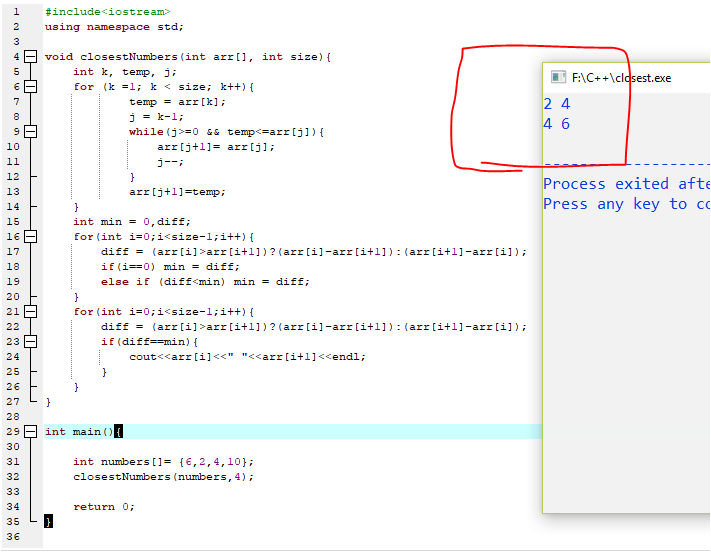 1 #include<iostream>
2 using namespace std;
3
4 void closestNumbers(int arr[], int size){
5 int k, temp, j;
6 for (k =1; k < size; k++){
7 temp = arr[k];
8 j = k-1;
9 while(j>=0 && temp<=arr[j]){
10 arr[j+1]= arr[j];
11 j--;
12 }
13 arr[j+1]=temp;
14 }
15 int min = 0,diff;
16 for(int i=0;i<size-1;i++){
17 diff = (arr[i]>arr[i+1])?(arr[i]-arr[i+1]):(arr[i+1]-arr[i]);
18 if(i==0) min = diff;
19 else if (diff<min) min = diff;
20 }
21 for(int i=0;i<size-1;i++){
22 diff = (arr[i]>arr[i+1])?(arr[i]-arr[i+1]):(arr[i+1]-arr[i]);
23 if(diff==min){
24 cout<<arr[i]<<" "<<arr[i+1]<<endl;
25 }
26 }
27 }
28
29 int main(){
30
31 int numbers[]= {6,2,4,10};
32 closestNumbers(numbers,4);
33
34 return 0;
35 }
36
F:\C++\closest.exe
2 4
4 6
--------------------
Process exited afte
Press any key to co